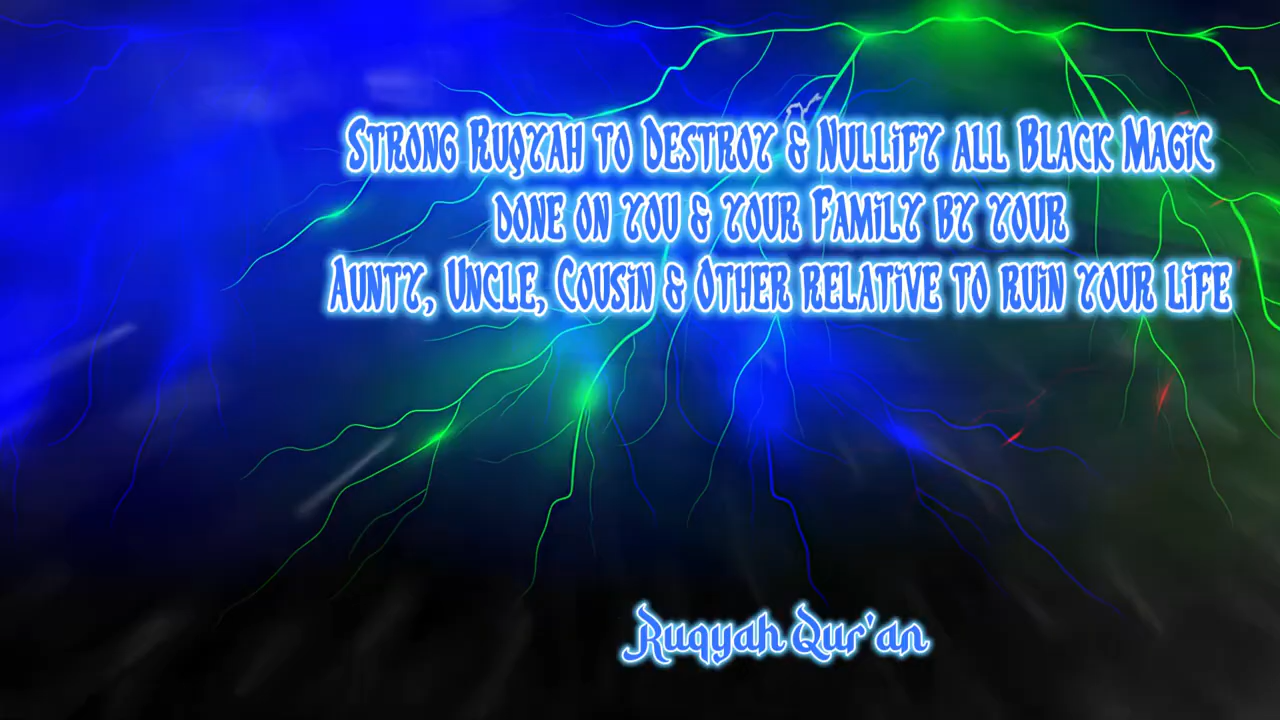 Strong Ruqyah to Destroy & Nullify all Black Magic
done on you & your Family by your
Aunty, Uncle, Cousin & Other relative to ruin your life
Ruqyah Qur'an